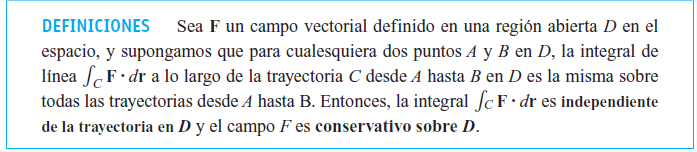 DEFINICIONES Sea F un campo vectorial definido en una región abierta D en el
espacio, y supongamos que para cualesquiera dos puntos A y B en D, la integral de
línea ∫_C F · dr a lo largo de la trayectoria C desde A hasta B en D es la misma sobre
todas las trayectorias desde A hasta B. Entonces, la integral ∫_C F · dr es independiente
de la trayectoria en D y el campo F es conservativo sobre D.